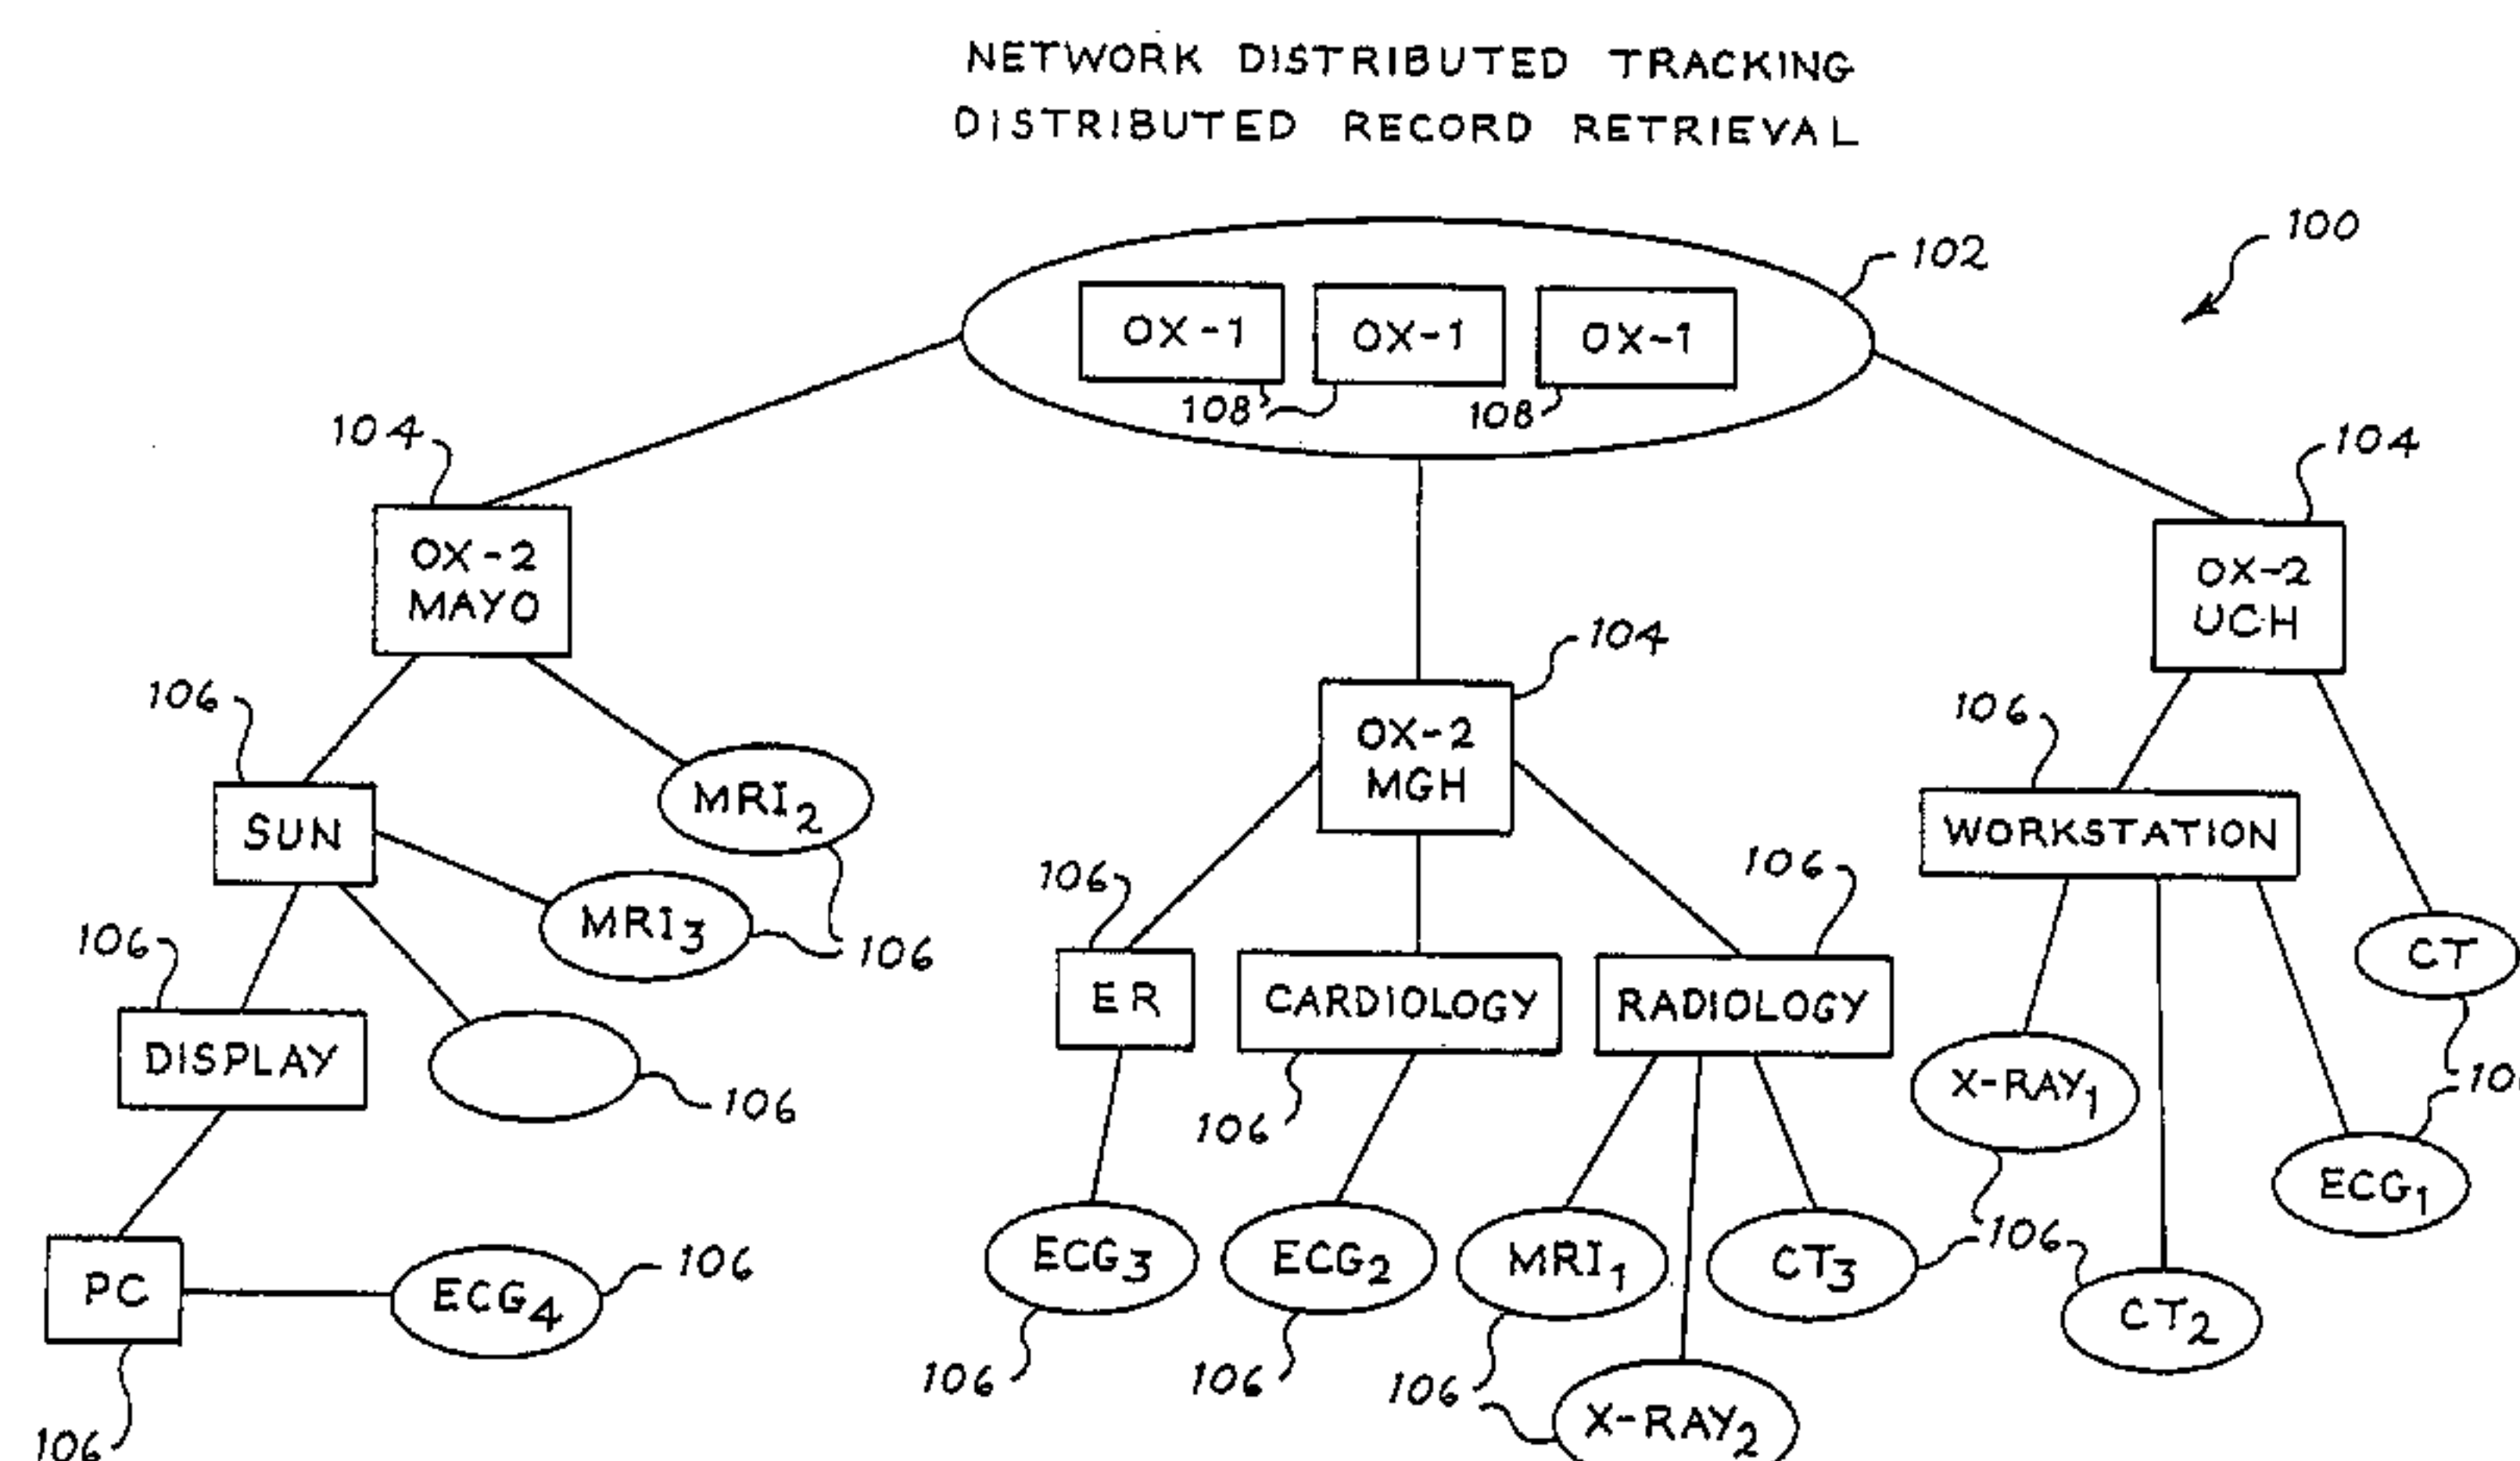 NETWORK DISTRIBUTED TRACKING
DISTRIBUTED RECORD RETRIEVAL
100
102
OX-1 OX-1 OX-1
108 108
104
104
OX-2
MAYO
OX-2
UCH
104
106
106
OX-2
MGH
MRI2
SUN
WORKSTATION
106
106
MRI3
106
106
CT
ER
CARDIOLOGY
RADIOLOGY
DISPLAY
106
106
X-RAY1
ECG1
106
ECG3
ECG2
MRI1
CT3
PC
ECG4
106
CT2
106
106
106
X-RAY2
106